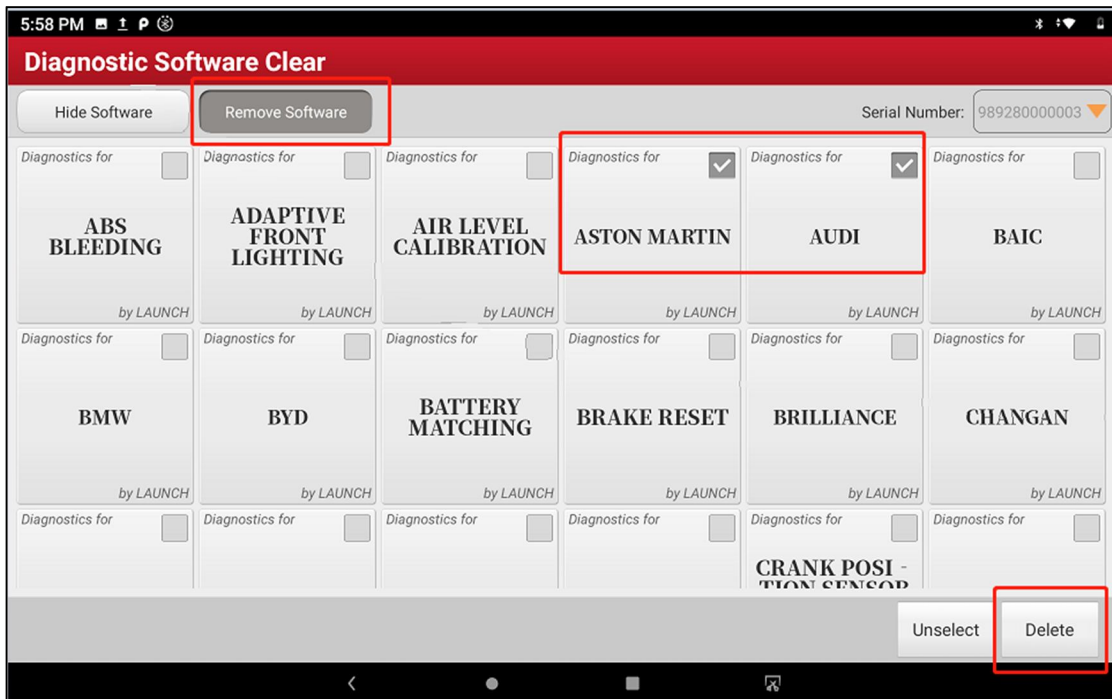 5:58 PM
Diagnostic Software Clear
Hide Software
Remove Software
Serial Number: 989280000003
Diagnostics for
ABS
BLEEDING
by LAUNCH
Diagnostics for
ADAPTIVE
FRONT
LIGHTING
by LAUNCH
Diagnostics for
AIR LEVEL
CALIBRATION
by LAUNCH
Diagnostics for
ASTON MARTIN
by LAUNCH
Diagnostics for
AUDI
by LAUNCH
Diagnostics for
BAIC
by LAUNCH
Diagnostics for
BMW
by LAUNCH
Diagnostics for
BYD
by LAUNCH
Diagnostics for
BATTERY
MATCHING
by LAUNCH
Diagnostics for
BRAKE RESET
by LAUNCH
Diagnostics for
BRILLIANCE
by LAUNCH
Diagnostics for
CHANGAN
by LAUNCH
Diagnostics for
Diagnostics for
Diagnostics for
Diagnostics for
Diagnostics for
CRANK POSI -
TION SENSOR
Diagnostics for
Unselect
Delete